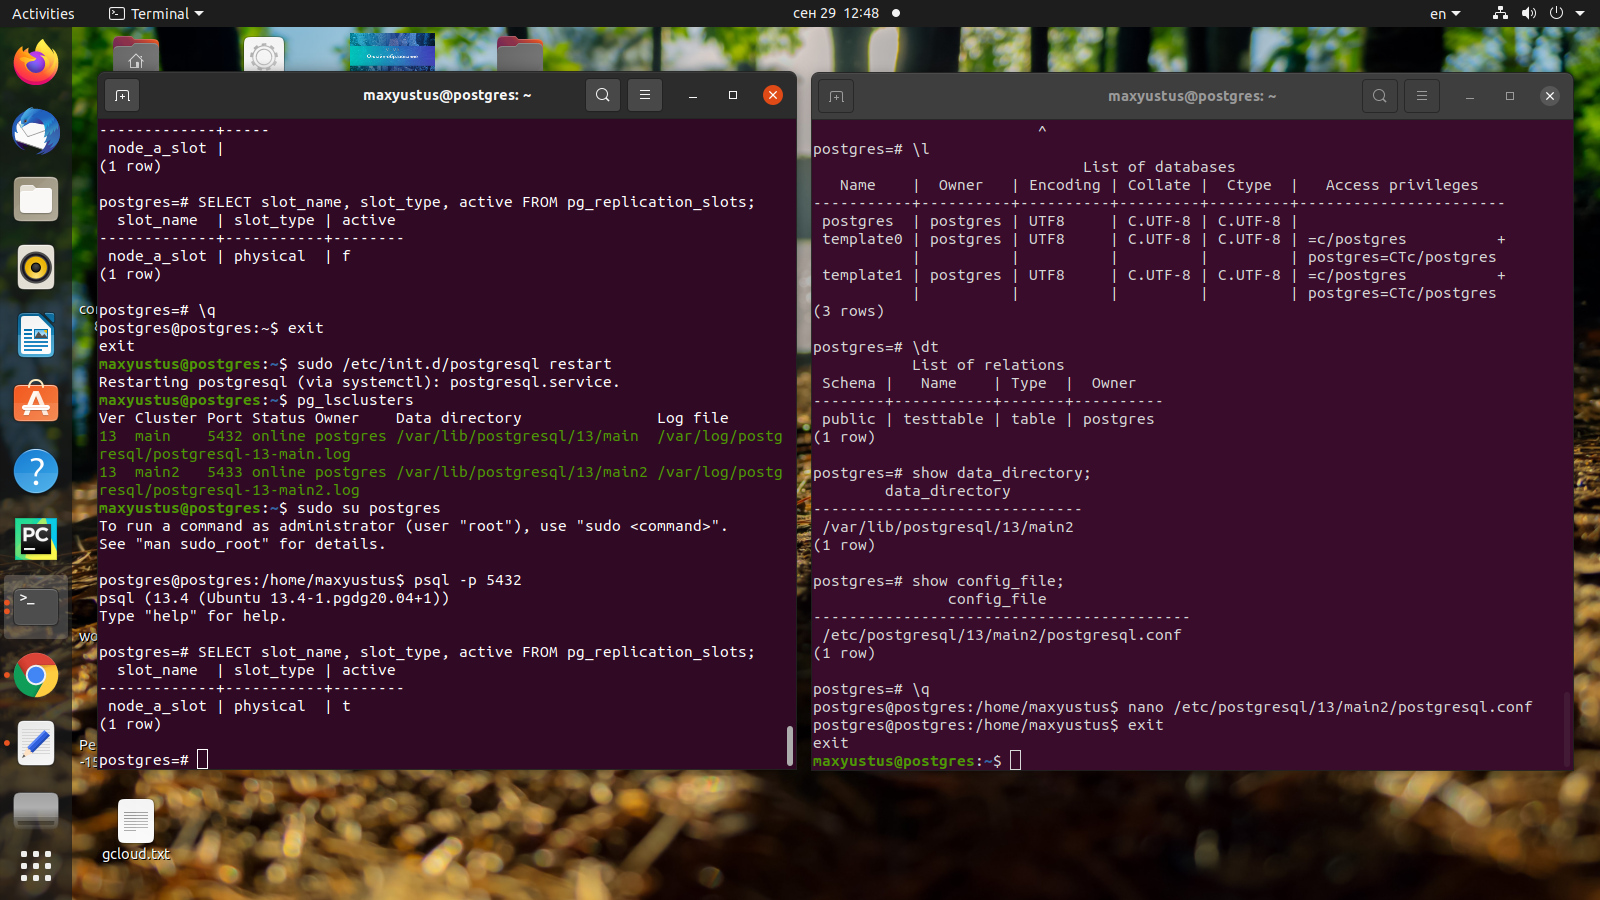 Activities
Terminal
сен 29 12:48
en
maxyustus@postgres: ~
-------------+-----
 node_a_slot |
(1 row)
postgres=# SELECT slot_name, slot_type, active FROM pg_replication_slots;
  slot_name  | slot_type | active
-------------+-----------+--------
 node_a_slot | physical  | f
(1 row)
postgres=# \q
postgres@postgres:~$ exit
exit
maxyustus@postgres:~$ sudo /etc/init.d/postgresql restart
Restarting postgresql (via systemctl): postgresql.service.
maxyustus@postgres:~$ pg_lsclusters
Ver Cluster Port Status Owner    Data directory               Log file
13  main    5432 online postgres /var/lib/postgresql/13/main  /var/log/postg
resql/postgresql-13-main.log
13  main2   5433 online postgres /var/lib/postgresql/13/main2 /var/log/postg
resql/postgresql-13-main2.log
maxyustus@postgres:~$ sudo su postgres
To run a command as administrator (user "root"), use "sudo <command>".
See "man sudo_root" for details.
postgres@postgres:/home/maxyustus$ psql -p 5432
psql (13.4 (Ubuntu 13.4-1.pgdg20.04+1))
Type "help" for help.
postgres=# SELECT slot_name, slot_type, active FROM pg_replication_slots;
  slot_name  | slot_type | active
-------------+-----------+--------
 node_a_slot | physical  | t
(1 row)
postgres=#
maxyustus@postgres: ~
^
postgres=# \l
                              List of databases
   Name    |  Owner   | Encoding | Collate |  Ctype  |   Access privileges
-----------+----------+----------+---------+---------+-----------------------
 postgres  | postgres | UTF8     | C.UTF-8 | C.UTF-8 |
 template0 | postgres | UTF8     | C.UTF-8 | C.UTF-8 | =c/postgres          +
           |          |          |         |         | postgres=CTc/postgres
 template1 | postgres | UTF8     | C.UTF-8 | C.UTF-8 | =c/postgres          +
           |          |          |         |         | postgres=CTc/postgres
(3 rows)
postgres=# \dt
           List of relations
 Schema |   Name    | Type  |  Owner
--------+-----------+-------+----------
 public | testtable | table | postgres
(1 row)
postgres=# show data_directory;
        data_directory
------------------------------
 /var/lib/postgresql/13/main2
(1 row)
postgres=# show config_file;
               config_file
------------------------------------------
 /etc/postgresql/13/main2/postgresql.conf
(1 row)
postgres=# \q
postgres@postgres:/home/maxyustus$ nano /etc/postgresql/13/main2/postgresql.conf
postgres@postgres:/home/maxyustus$ exit
exit
maxyustus@postgres:~$
PC
gcloud.txt